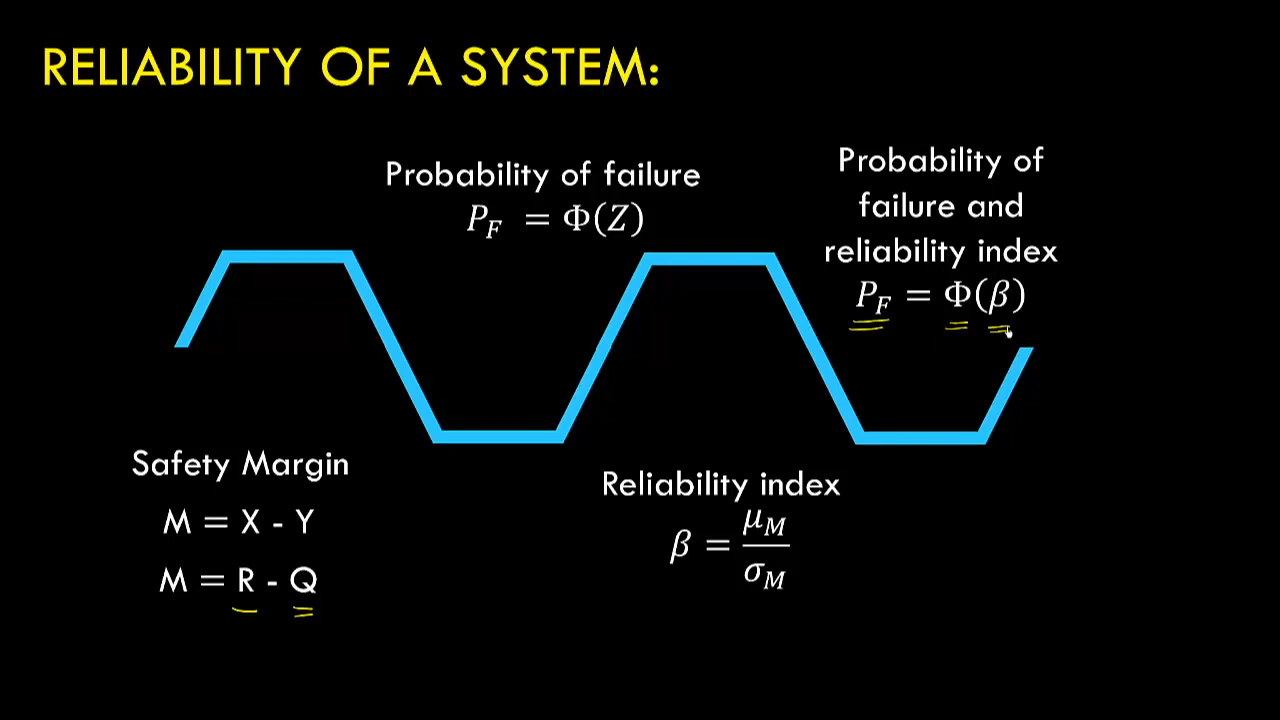 RELIABILITY OF A SYSTEM:
Probability of failure
P_F = Φ(Z)
Probability of
failure and
reliability index
P_F = Φ(β)
Safety Margin
M = X - Y
M = R - Q
Reliability index
β = μ_M / σ_M